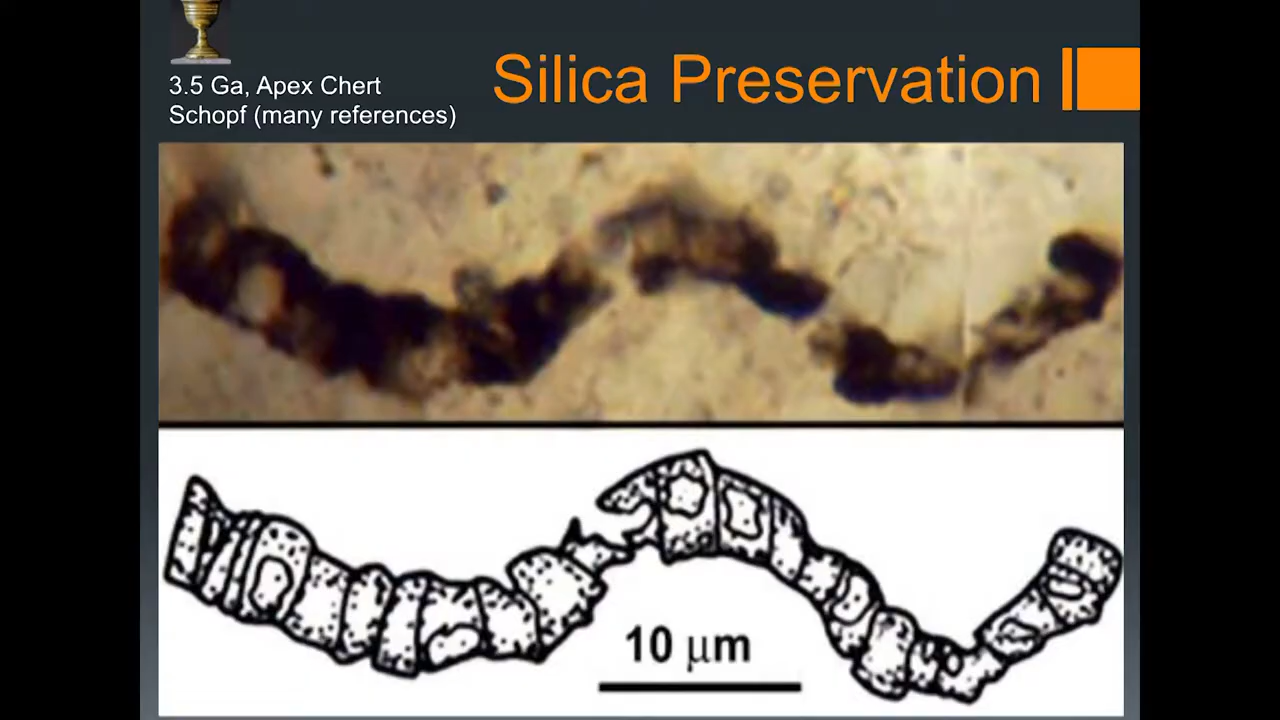 3.5 Ga, Apex Chert
Schopf (many references)
Silica Preservation
10 μm